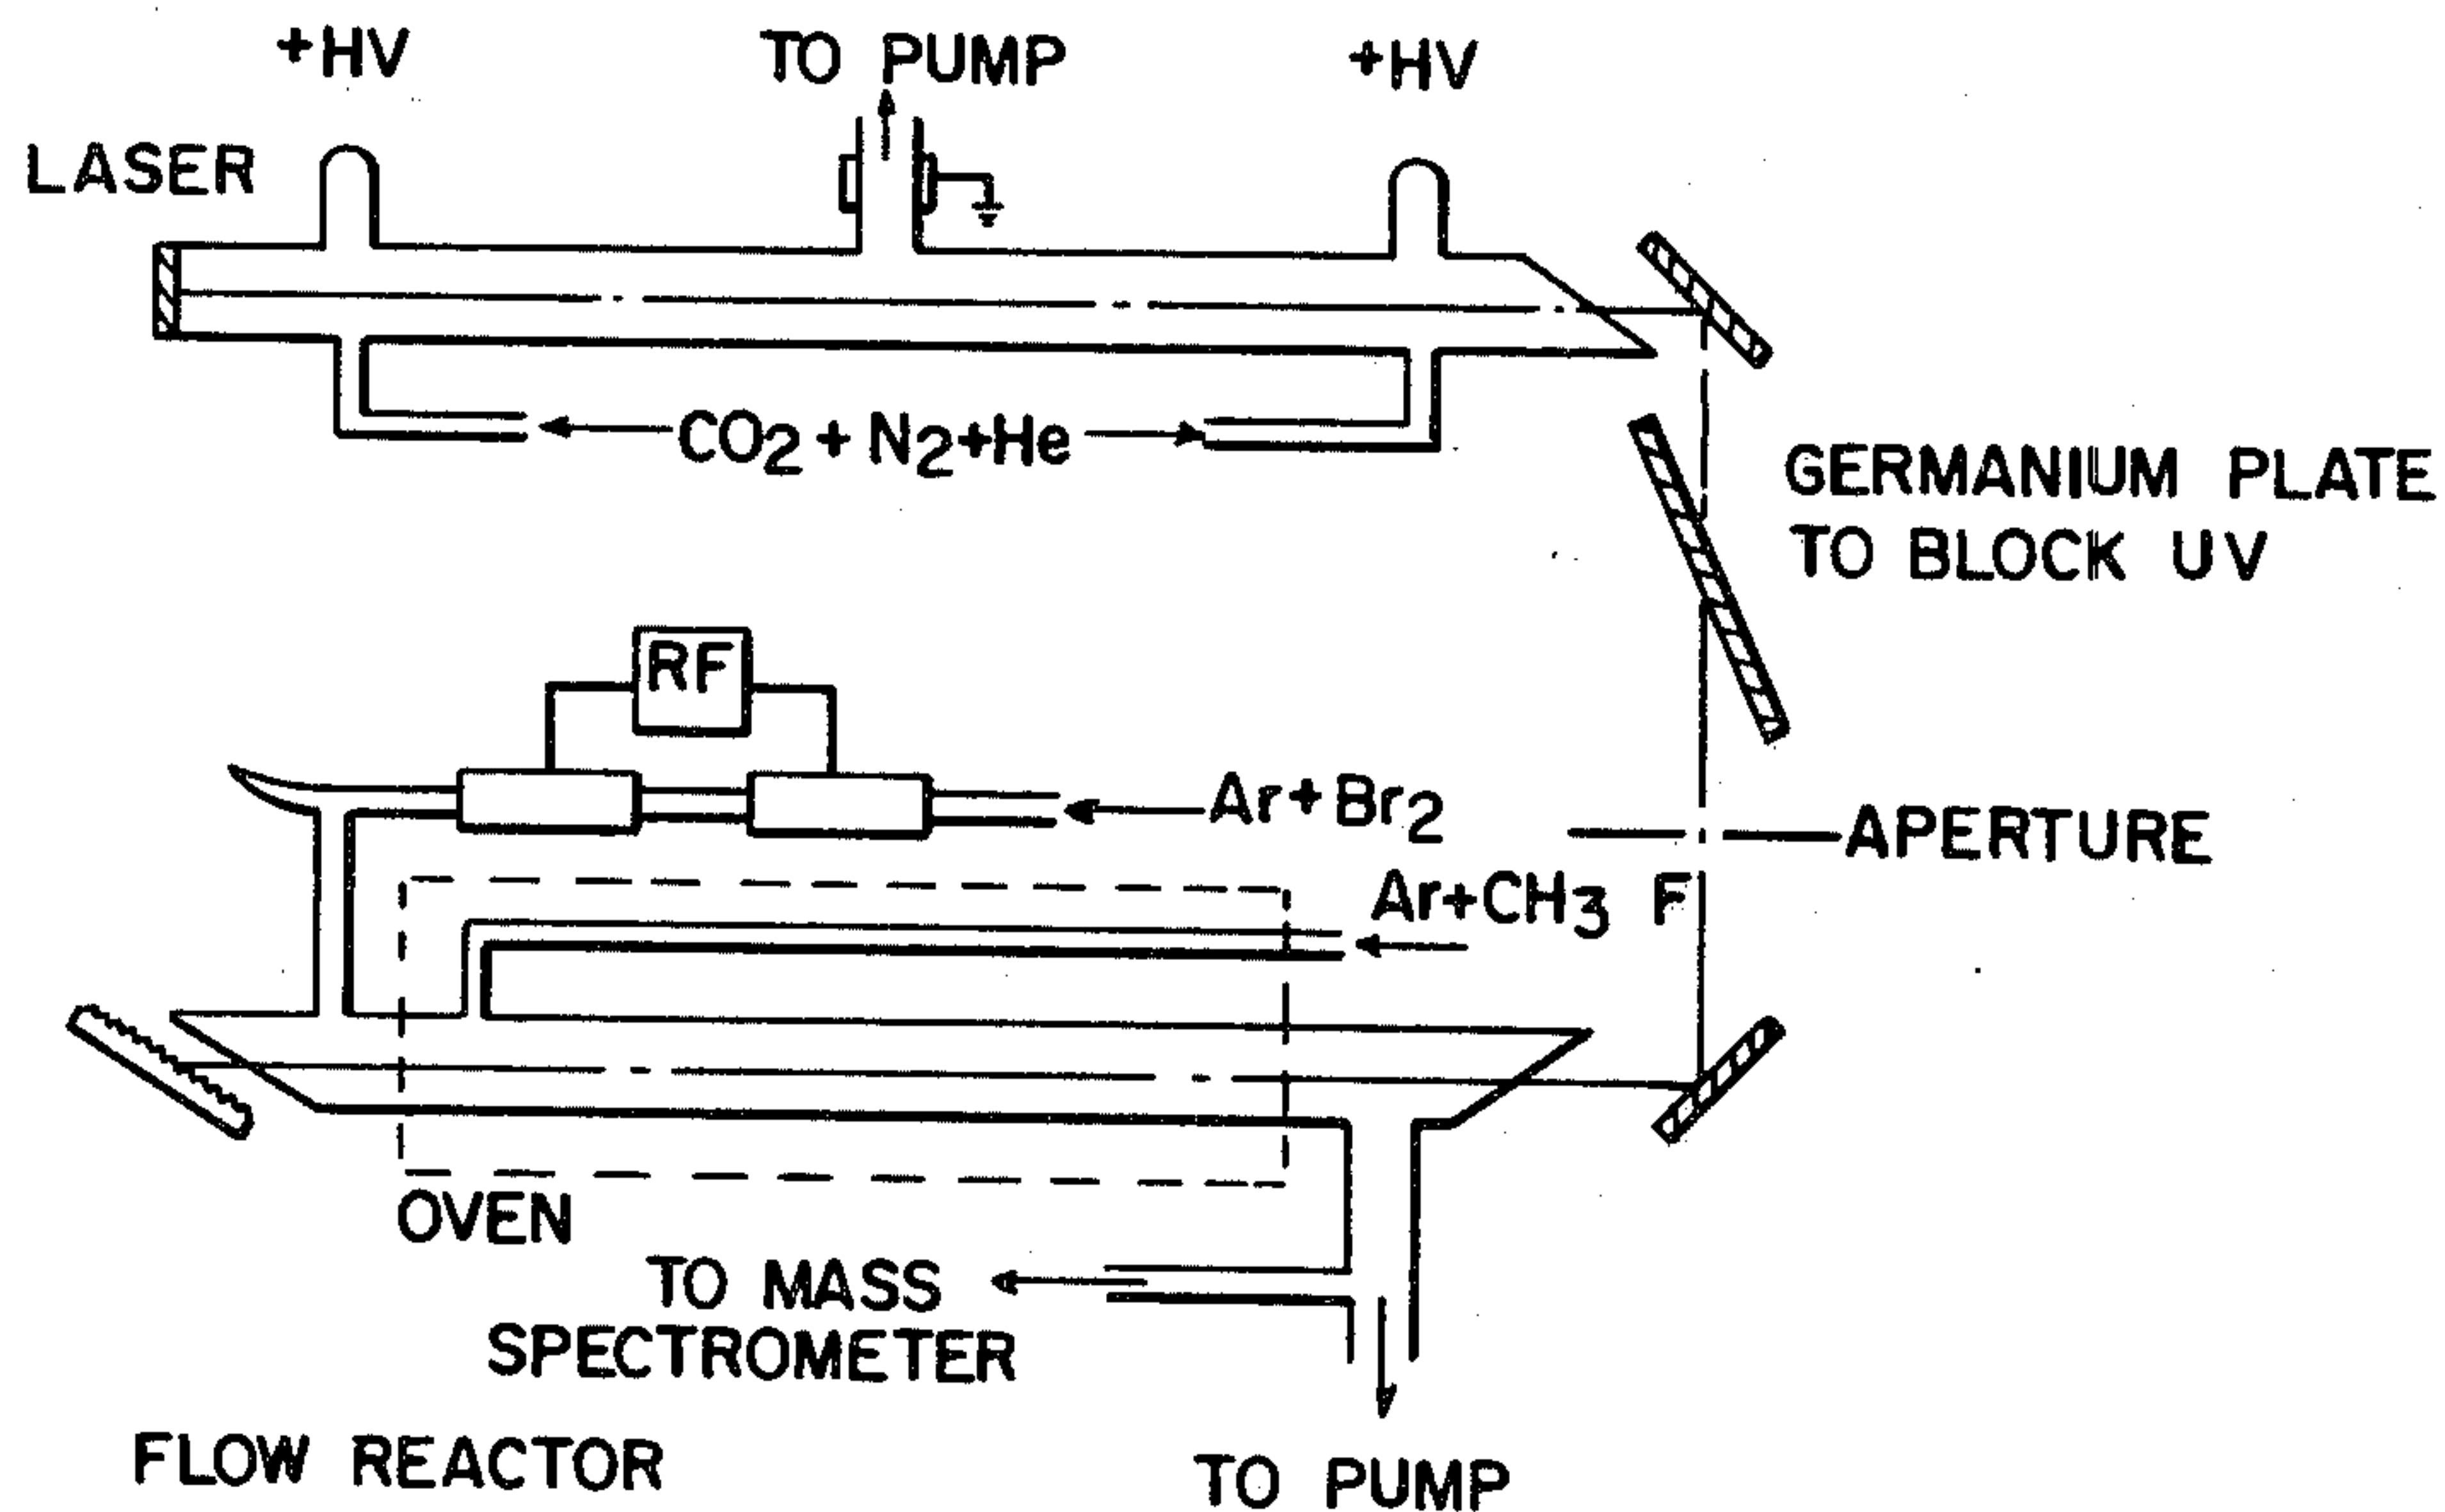 +HV
TO PUMP
+HV
LASER
CO2 + N2+He
GERMANIUM PLATE
TO BLOCK UV
RF
Ar+Br2
APERTURE
Ar+CH3 F
OVEN
TO MASS
SPECTROMETER
FLOW REACTOR
TO PUMP